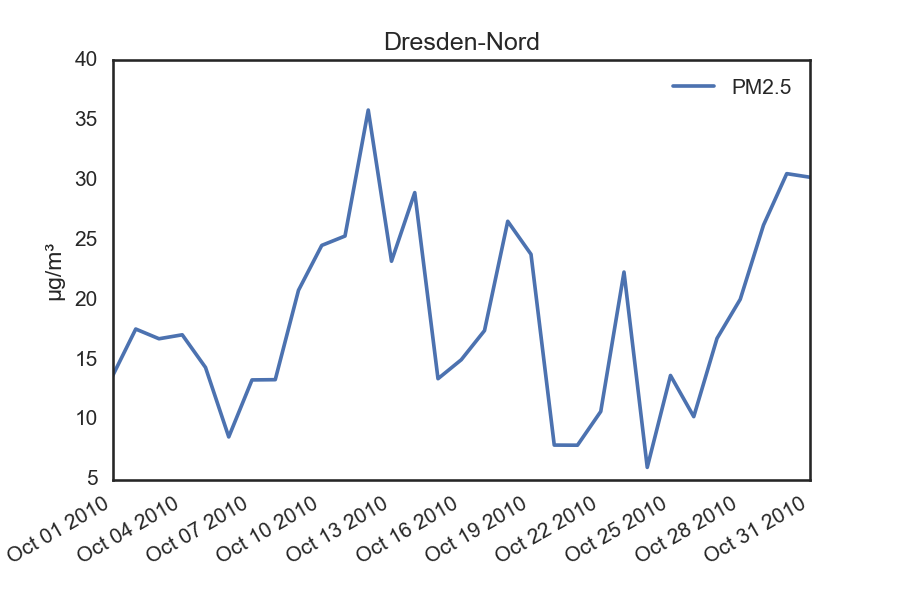 Dresden-Nord
40
35
30
25
20
15
10
5
µg/m³
PM2.5
Oct 01 2010
Oct 04 2010
Oct 07 2010
Oct 10 2010
Oct 13 2010
Oct 16 2010
Oct 19 2010
Oct 22 2010
Oct 25 2010
Oct 28 2010
Oct 31 2010